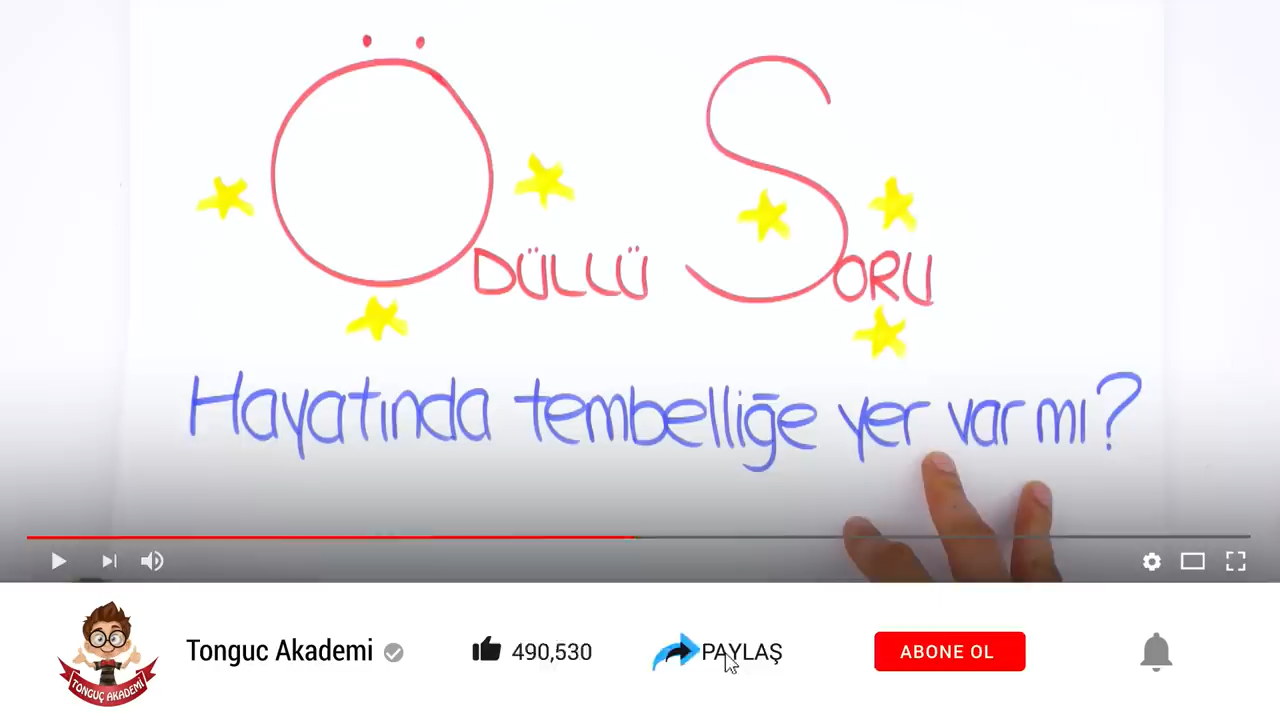 ÖDÜLLÜ SORU
Hayatında tembelliğe yer var mı?
TONGUÇ AKADEMİ
Tonguc Akademi
490,530
PAYLAŞ
ABONE OL